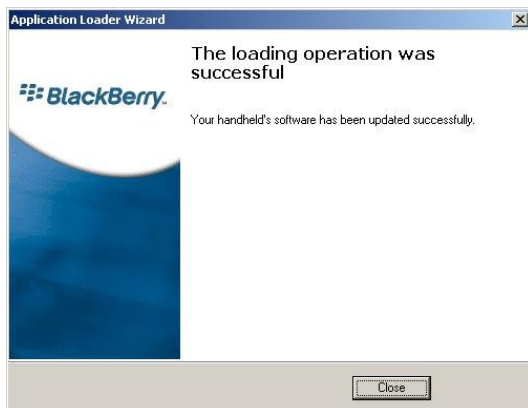 Application Loader Wizard
The loading operation was
successful
BlackBerry.
Your handheld's software has been updated successfully.
Close